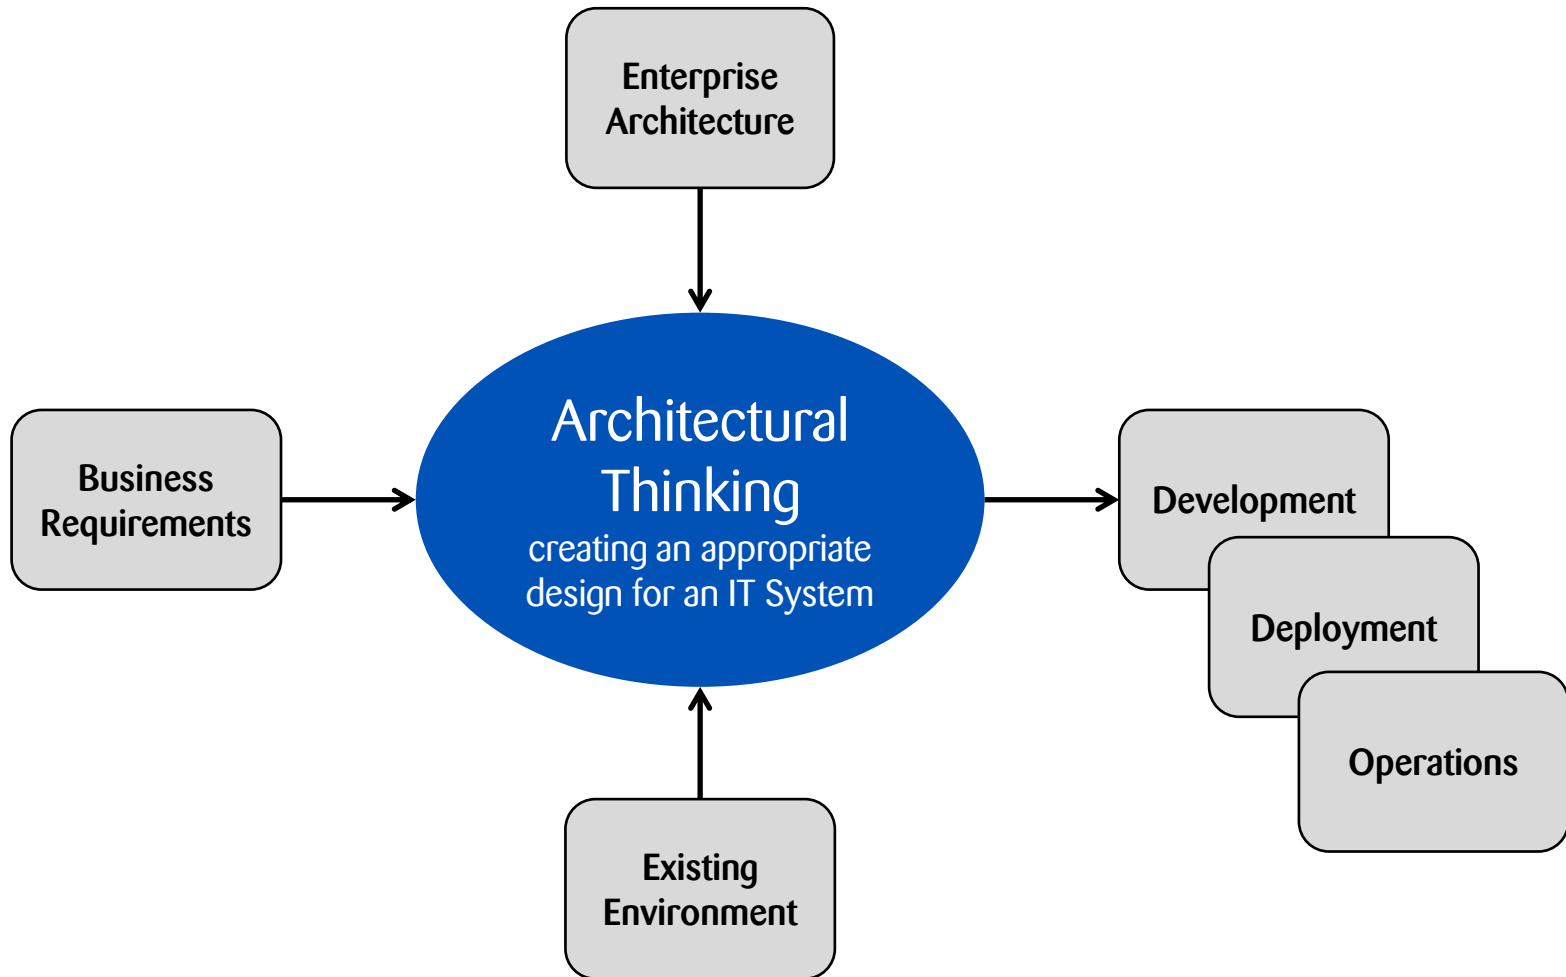 Enterprise
Architecture
Architectural
Thinking
creating an appropriate
design for an IT System
Business
Requirements
Development
Deployment
Operations
Existing
Environment